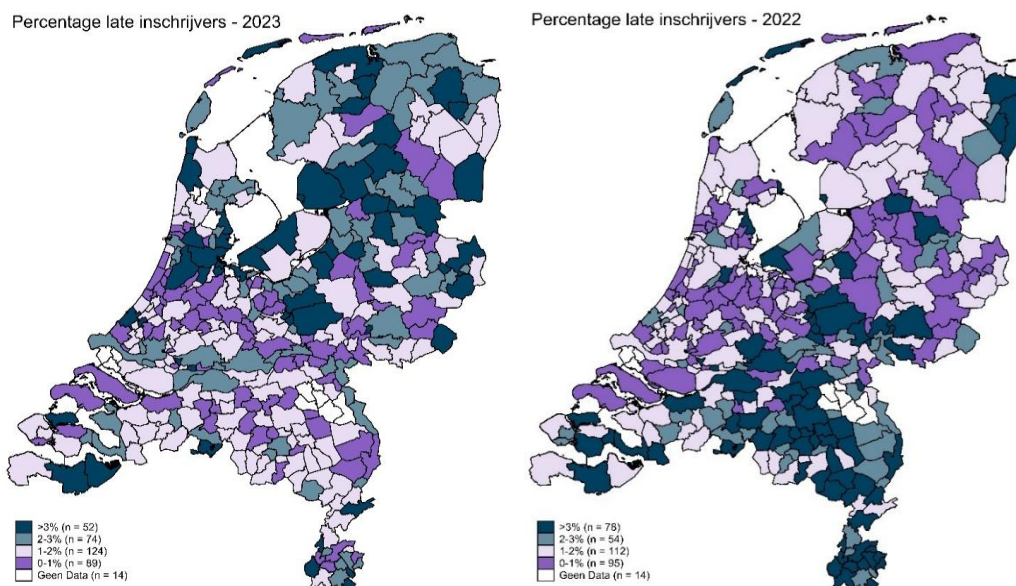 Percentage late inschrijvers - 2023
>3% (n = 52)
2-3% (n = 74)
1-2% (n = 124)
0-1% (n = 89)
Geen Data (n = 14)
Percentage late inschrijvers - 2022
>3% (n = 78)
2-3% (n = 54)
1-2% (n = 112)
0-1% (n = 95)
Geen Data (n = 14)